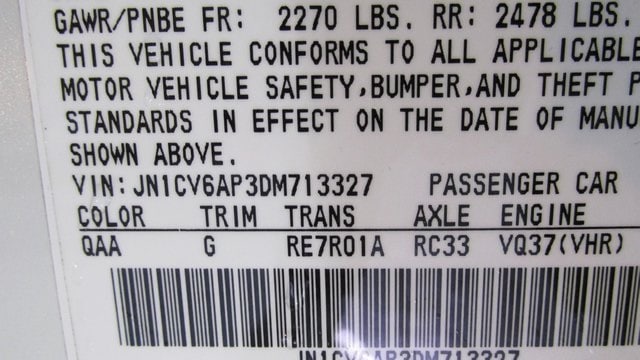 GAWR/PNBE FR: 2270 LBS. RR: 2478 LBS.
THIS VEHICLE CONFORMS TO ALL APPLICABLE
MOTOR VEHICLE SAFETY,BUMPER,AND THEFT P
STANDARDS IN EFFECT ON THE DATE OF MANU
SHOWN ABOVE.
VIN: JN1CV6AP3DM713327 PASSENGER CAR
COLOR TRIM TRANS AXLE ENGINE
QAA G RE7R01A RC33 VQ37(VHR)
JN1CV6AP3DM713327